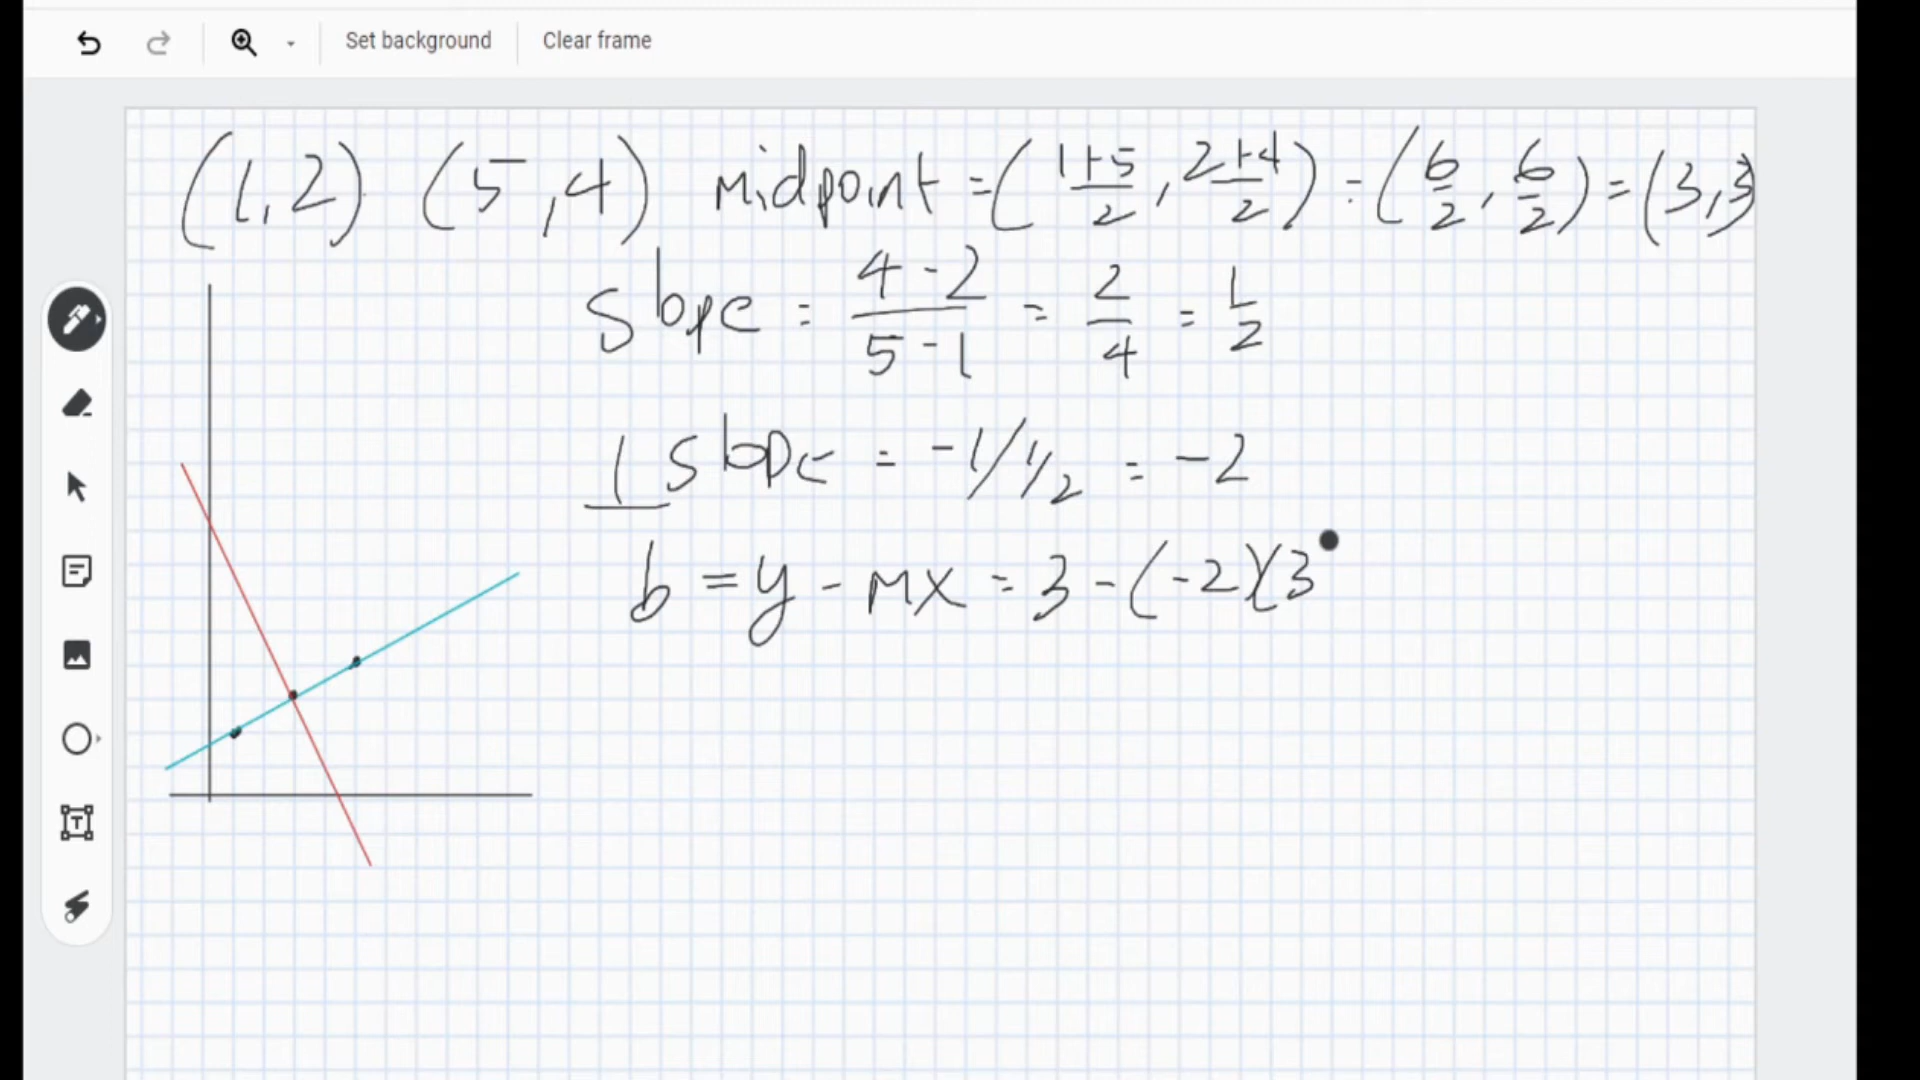 Set background Clear frame
(1,2) (5,4) midpoint = (1+5/2, 2+4/2) = (6/2, 6/2) = (3,3
slope = 4-2/5-1 = 2/4 = 1/2
⊥ slope = -1/1/2 = -2
b = y - mx = 3 - (-2)(3